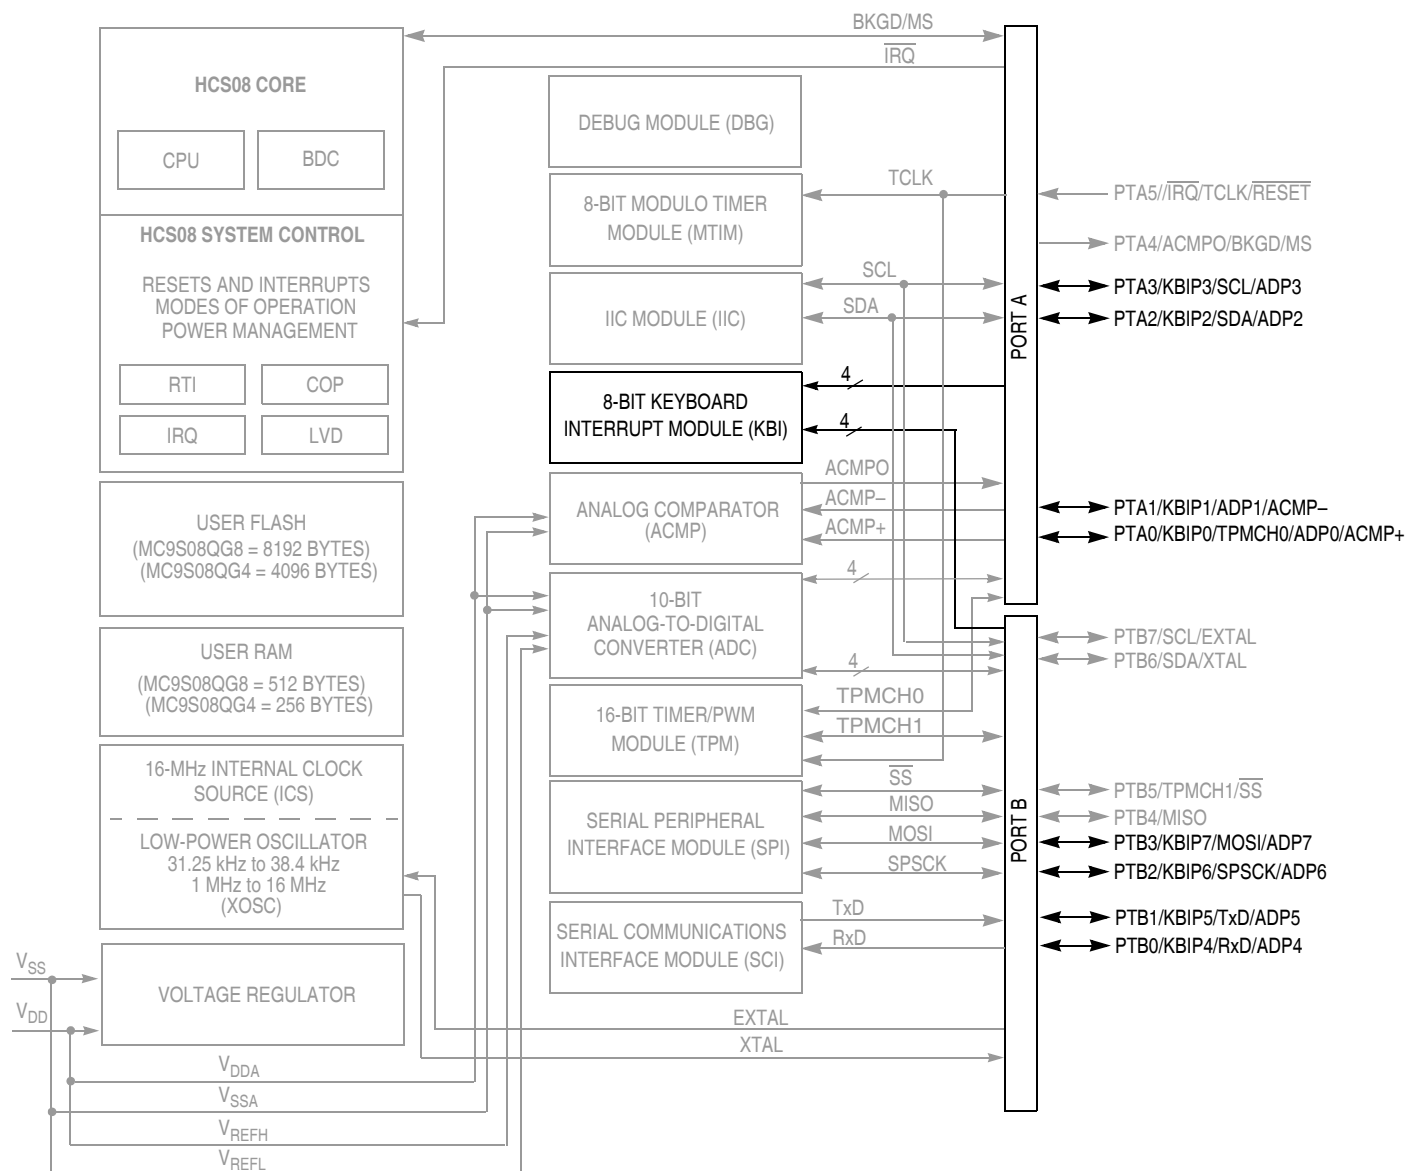 BKGD/MS
IRQ
HCS08 CORE
CPU
BDC
HCS08 SYSTEM CONTROL
RESETS AND INTERRUPTS
MODES OF OPERATION
POWER MANAGEMENT
RTI
COP
IRQ
LVD
USER FLASH
(MC9S08QG8 = 8192 BYTES)
(MC9S08QG4 = 4096 BYTES)
USER RAM
(MC9S08QG8 = 512 BYTES)
(MC9S08QG4 = 256 BYTES)
16-MHz INTERNAL CLOCK
SOURCE (ICS)
LOW-POWER OSCILLATOR
31.25 kHz to 38.4 kHz
1 MHz to 16 MHz
(XOSC)
VSS
VDD
VOLTAGE REGULATOR
VDDA
VSSA
VREFH
VREFL
DEBUG MODULE (DBG)
8-BIT MODULO TIMER
MODULE (MTIM)
TCLK
IIC MODULE (IIC)
SCL
SDA
8-BIT KEYBOARD
INTERRUPT MODULE (KBI)
4
4
ANALOG COMPARATOR
(ACMP)
ACMPO
ACMP–
ACMP+
10-BIT
ANALOG-TO-DIGITAL
CONVERTER (ADC)
4
4
16-BIT TIMER/PWM
MODULE (TPM)
TPMCH0
TPMCH1
SERIAL PERIPHERAL
INTERFACE MODULE (SPI)
SS
MISO
MOSI
SPSCK
SERIAL COMMUNICATIONS
INTERFACE MODULE (SCI)
TxD
RxD
EXTAL
XTAL
PORT A
PTA5//IRQ/TCLK/RESET
PTA4/ACMPO/BKGD/MS
PTA3/KBIP3/SCL/ADP3
PTA2/KBIP2/SDA/ADP2
PTA1/KBIP1/ADP1/ACMP–
PTA0/KBIP0/TPMCH0/ADP0/ACMP+
PORT B
PTB7/SCL/EXTAL
PTB6/SDA/XTAL
PTB5/TPMCH1/SS
PTB4/MISO
PTB3/KBIP7/MOSI/ADP7
PTB2/KBIP6/SPSCK/ADP6
PTB1/KBIP5/TxD/ADP5
PTB0/KBIP4/RxD/ADP4